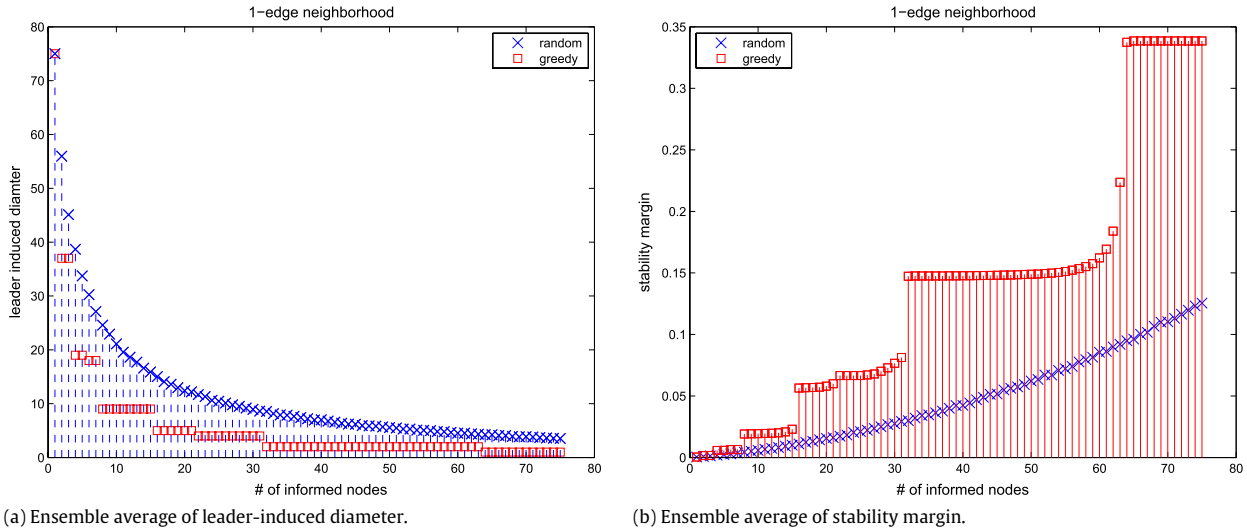 1-edge neighborhood
80
70
60
50
40
30
20
10
0
leader induced diamter
random
greedy
0 10 20 30 40 50 60 70 80
# of informed nodes
(a) Ensemble average of leader-induced diameter.
1-edge neighborhood
0.35
0.3
0.25
0.2
0.15
0.1
0.05
0
stability margin
random
greedy
0 10 20 30 40 50 60 70 80
# of informed nodes
(b) Ensemble average of stability margin.